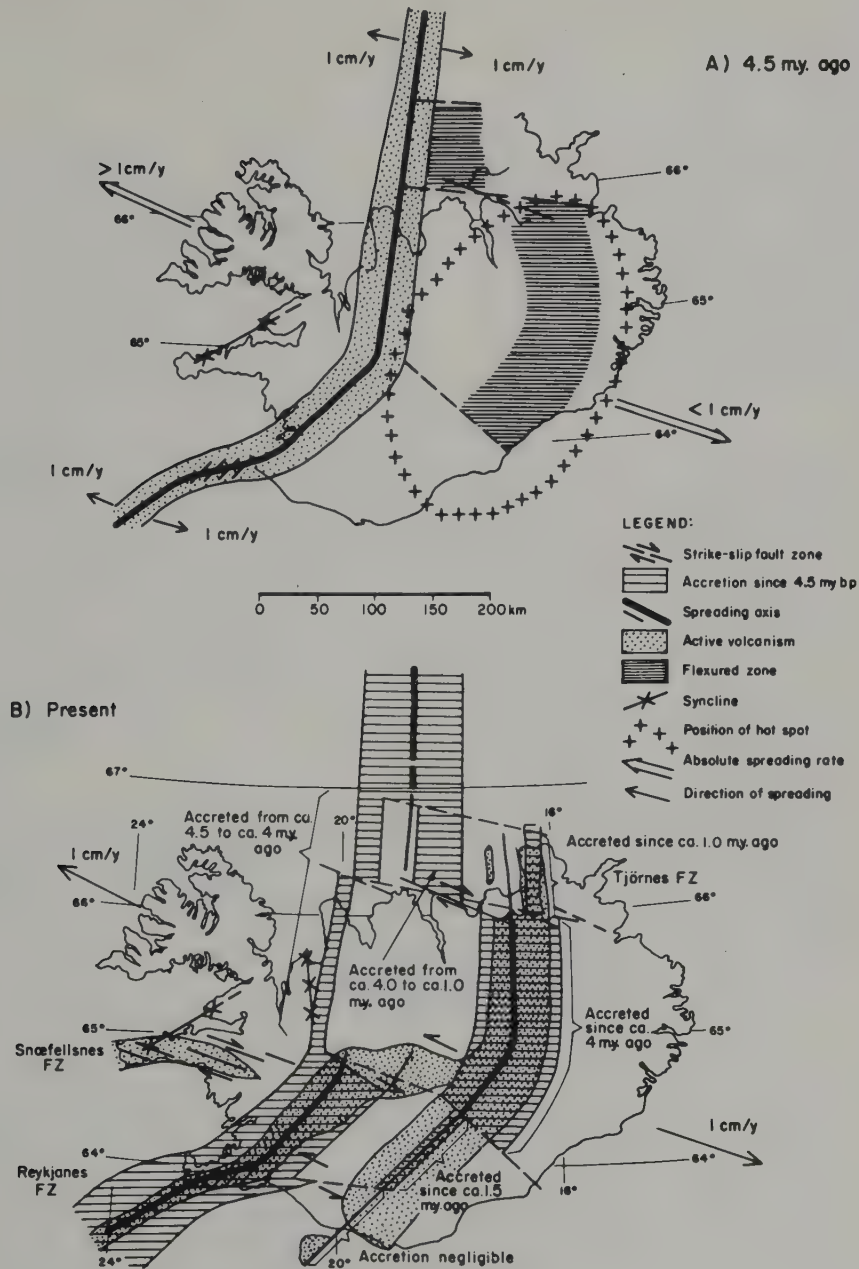 A) 4.5 my. ago
1 cm/y
1 cm/y
> 1 cm/y
66°
66°
65°
65°
64°
< 1 cm/y
1 cm/y
1 cm/y
LEGEND:
Strike-slip fault zone
Accretion since 4.5 my bp
Spreading axis
Active volcanism
Flexured zone
Syncline
Position of hot spot
Absolute spreading rate
Direction of spreading
0 50 100 150 200 km
B) Present
67°
24°
20°
16°
Accreted from ca.
4.5 to ca. 4 my.
ago
Accreted since ca. 1.0 my. ago
Tjörnes FZ
1 cm/y
66°
66°
Accreted from
ca. 4.0 to ca. 1.0
my. ago
Accreted
since ca.
4 my. ago
65°
65°
Snæfellsnes
FZ
1 cm/y
64°
64°
Reykjanes
FZ
Accreted
since ca. 1.5
my. ago
16°
24°
20°
Accretion negligible